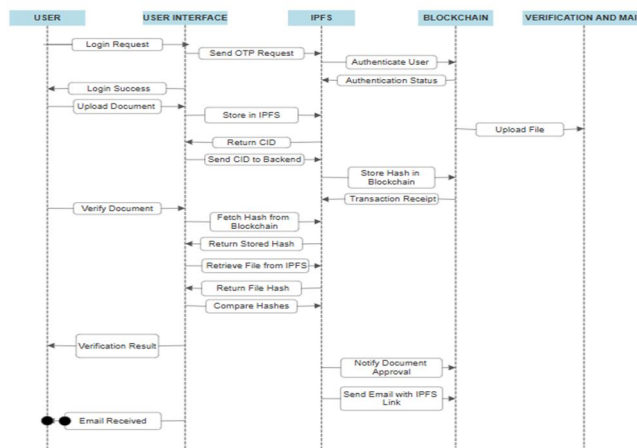 USER USER INTERFACE IPFS BLOCKCHAIN VERIFICATION AND MAI
Login Request
Send OTP Request
Authenticate User
Authentication Status
Login Success
Upload Document
Store in IPFS
Upload File
Return CID
Send CID to Backend
Store Hash in
Blockchain
Transaction Receipt
Verify Document
Fetch Hash from
Blockchain
Return Stored Hash
Retrieve File from IPFS
Return File Hash
Compare Hashes
Verification Result
Notify Document
Approval
Send Email with IPFS
Link
Email Received